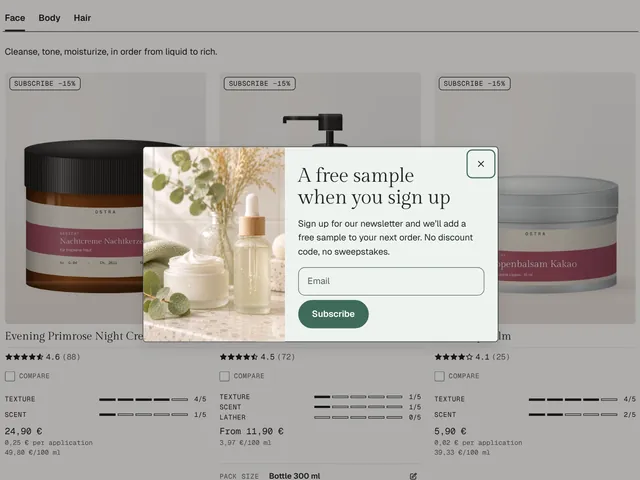 Face Body Hair
Cleanse, tone, moisturize, in order from liquid to rich.
SUBSCRIBE −15%
SUBSCRIBE −15%
SUBSCRIBE −15%
OSTRA
Nachtcreme Nachtkerze
OSTRA
Lippenbalsam Kakao
A free sample
when you sign up
Sign up for our newsletter and we’ll add a
free sample to your next order. No discount
code, no sweepstakes.
Email
Subscribe
Evening Primrose Night
4.6 (88)
COMPARE
TEXTURE 4/5
SCENT 1/5
24,90 €
0,25 € per application
49,80 €/100 ml
4.5 (72)
COMPARE
TEXTURE 1/5
SCENT 1/5
LATHER 0/5
From 11,90 €
3,97 €/100 ml
PACK SIZE Bottle 300 ml
4.1 (25)
COMPARE
TEXTURE 4/5
SCENT 2/5
5,90 €
0,02 € per application
39,33 €/100 ml